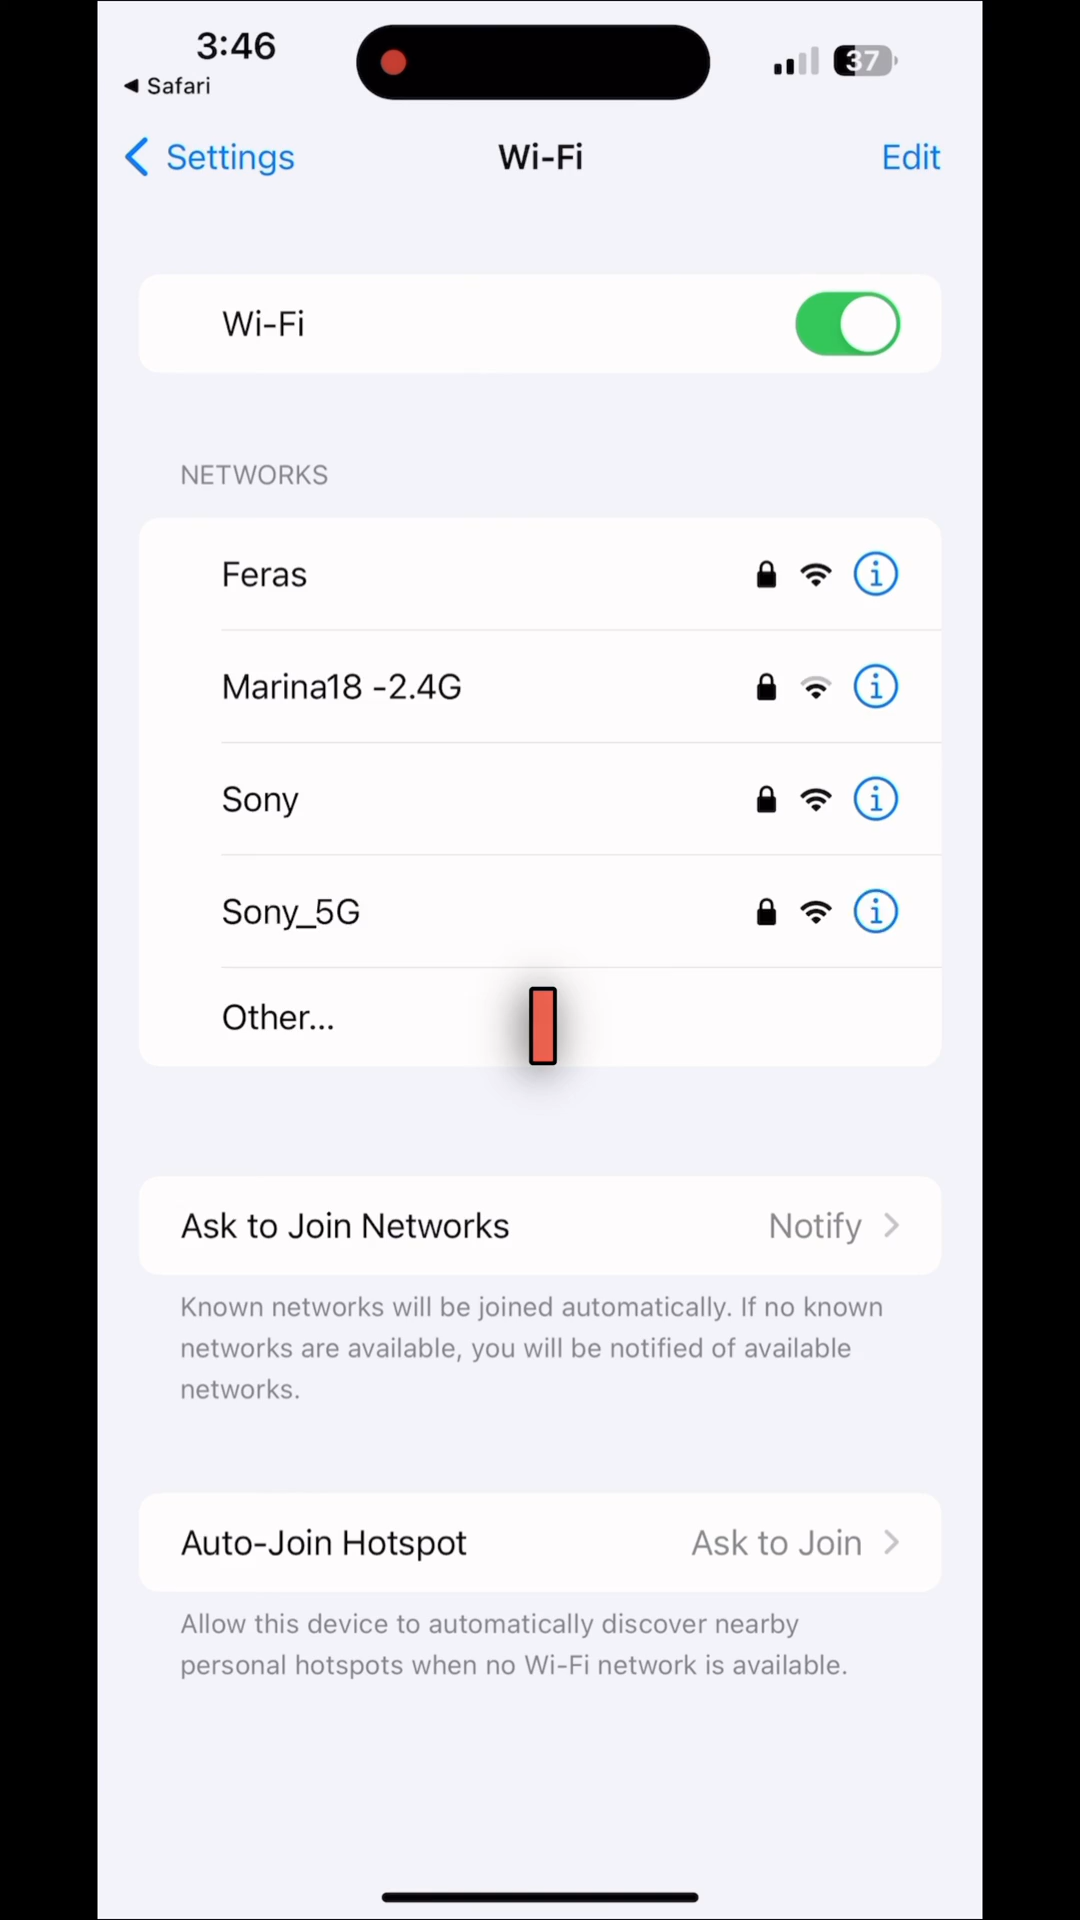 3:46
37
◀ Safari
Settings
Wi-Fi
Edit
Wi-Fi
NETWORKS
Feras
Marina18 -2.4G
Sony
Sony_5G
Other...
Ask to Join Networks
Notify
Known networks will be joined automatically. If no known
networks are available, you will be notified of available
networks.
Auto-Join Hotspot
Ask to Join
Allow this device to automatically discover nearby
personal hotspots when no Wi-Fi network is available.